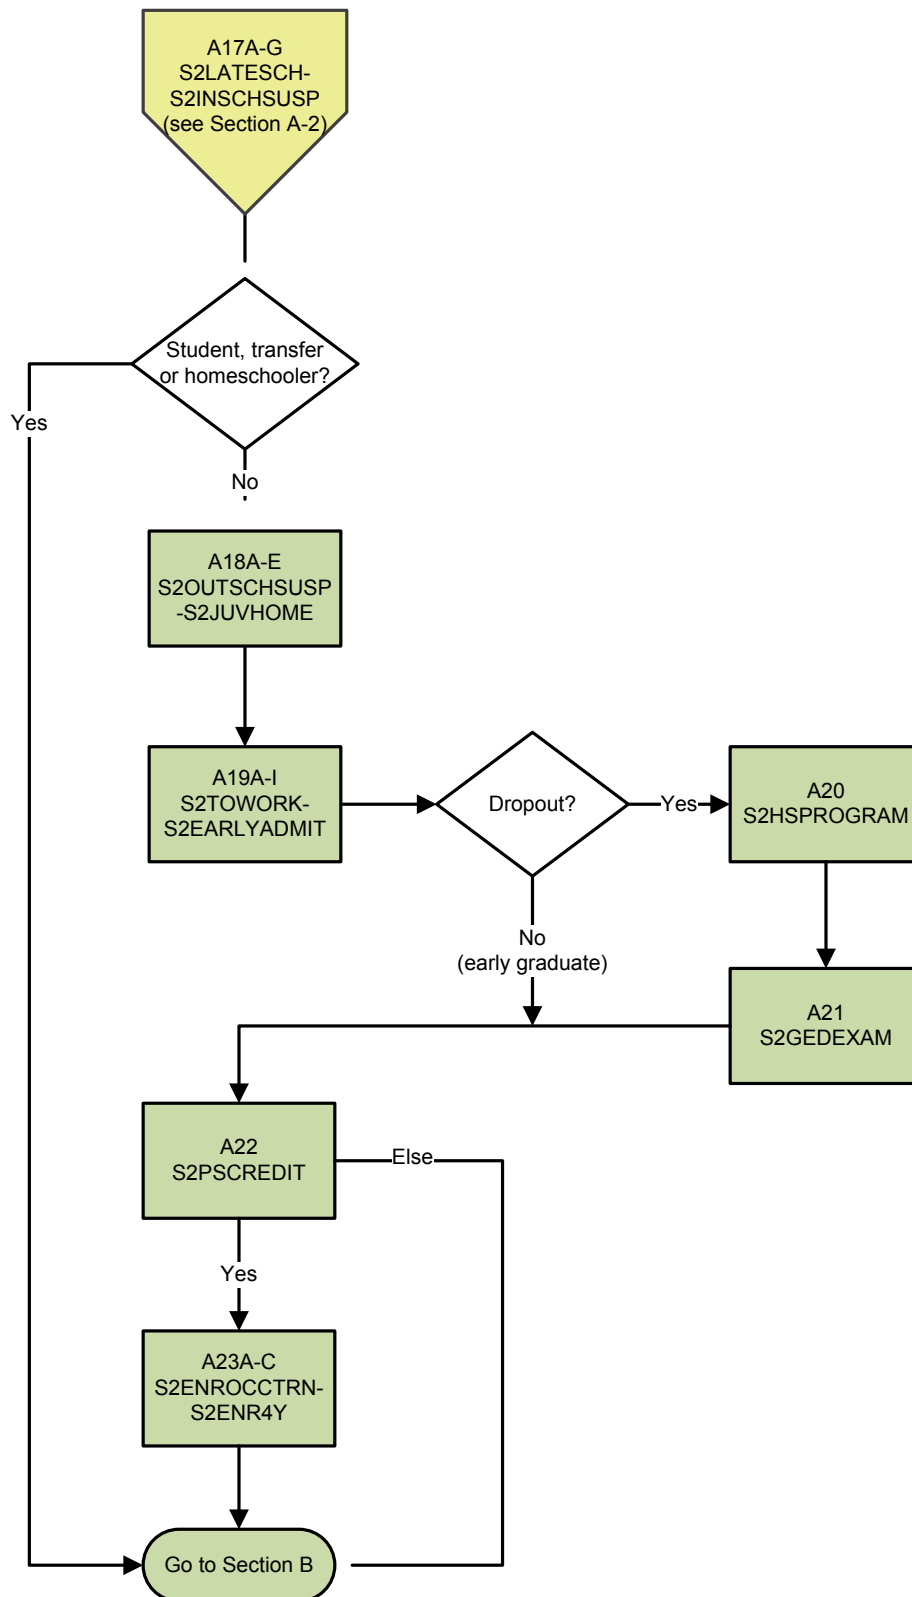 A17A-G
S2LATESCH-
S2INSCHSUSP
(see Section A-2)
Student, transfer
or homeschooler?
Yes
No
A18A-E
S2OUTSCHSUSP
-S2JUVHOME
A19A-I
S2TOWORK-
S2EARLYADMIT
Dropout?
Yes
A20
S2HSPROGRAM
No
(early graduate)
A21
S2GEDEXAM
A22
S2PSCREDIT
Else
Yes
A23A-C
S2ENROCCTRN-
S2ENR4Y
Go to Section B